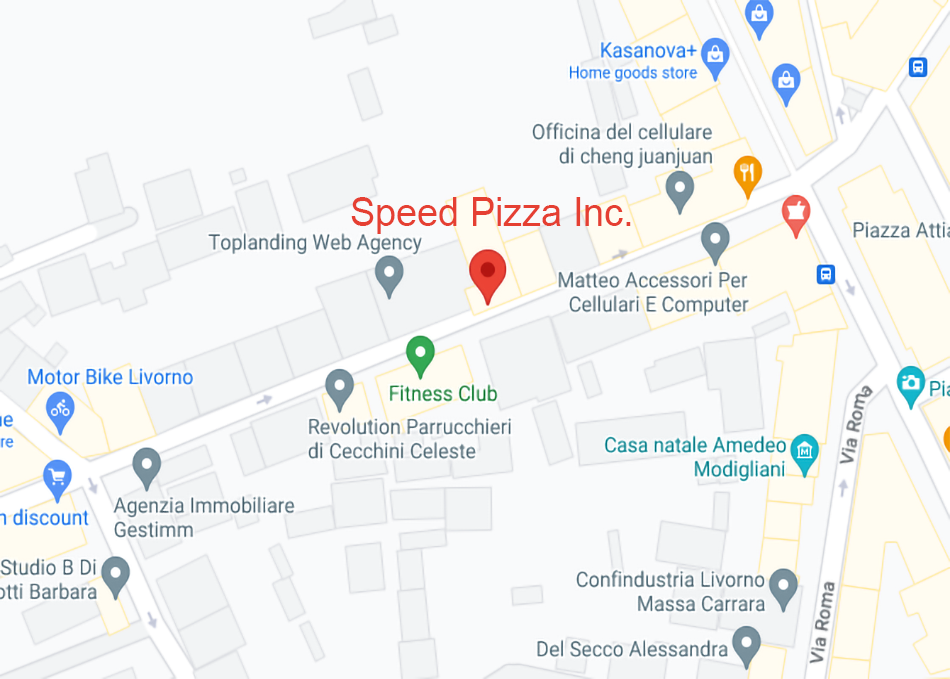 Kasanova+
Home goods store
Officina del cellulare
di cheng juanjuan
Speed Pizza Inc.
Toplanding Web Agency
Piazza Attia
Matteo Accessori Per
Cellulari E Computer
Motor Bike Livorno
Fitness Club
Revolution Parrucchieri
di Cecchini Celeste
Via Roma
Casa natale Amedeo
Modigliani
Agenzia Immobiliare
Gestimm
discount
Studio B Di
otti Barbara
Confindustria Livorno
Massa Carrara
Via Roma
Del Secco Alessandra